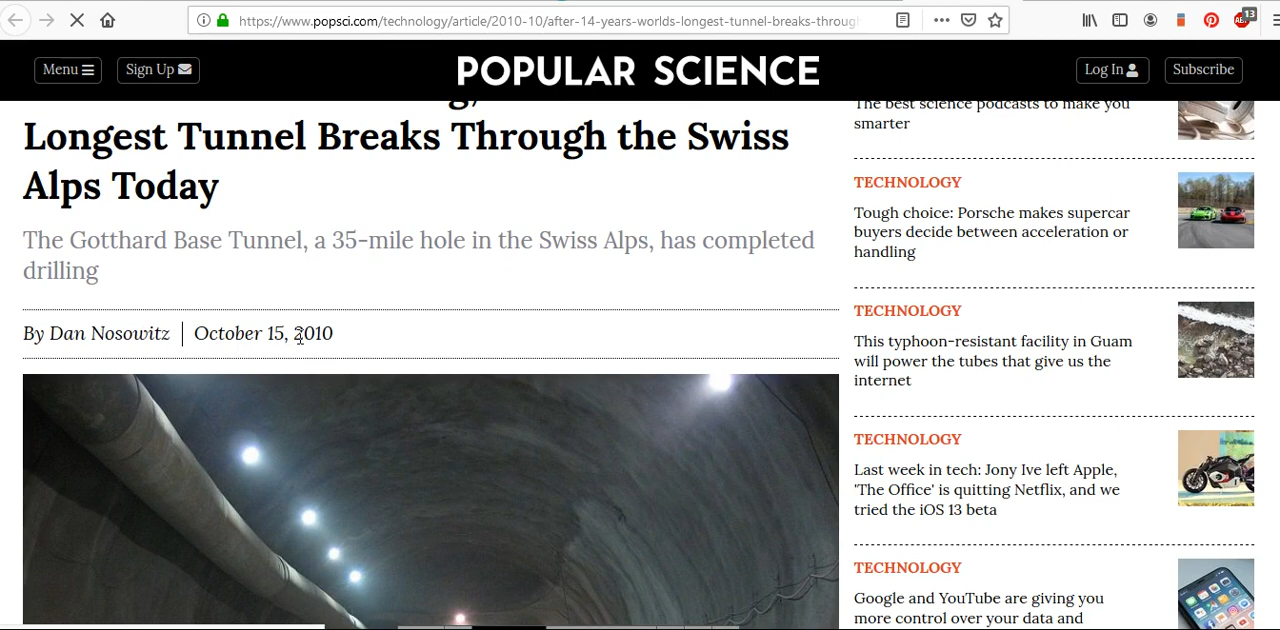 https://www.popsci.com/technology/article/2010-10/after-14-years-worlds-longest-tunnel-breaks-throug
13
Menu
Sign Up
POPULAR SCIENCE
Log In
Subscribe
Longest Tunnel Breaks Through the Swiss
Alps Today
The Gotthard Base Tunnel, a 35-mile hole in the Swiss Alps, has completed
drilling
By Dan Nosowitz | October 15, 2010
The best science podcasts to make you
smarter
TECHNOLOGY
Tough choice: Porsche makes supercar
buyers decide between acceleration or
handling
TECHNOLOGY
This typhoon-resistant facility in Guam
will power the tubes that give us the
internet
TECHNOLOGY
Last week in tech: Jony Ive left Apple,
'The Office' is quitting Netflix, and we
tried the iOS 13 beta
TECHNOLOGY
Google and YouTube are giving you
more control over your data and